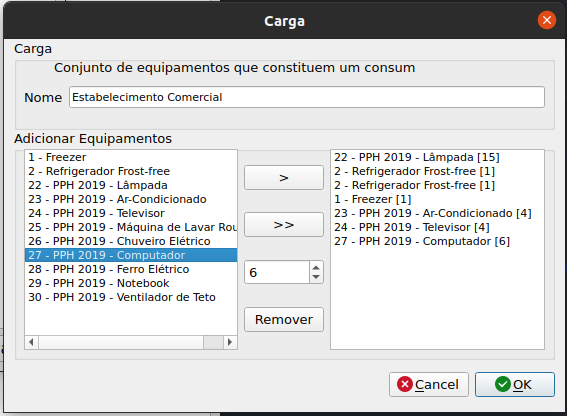 Carga
Carga
Conjunto de equipamentos que constituem um consum
Nome Estabelecimento Comercial
Adicionar Equipamentos
1 - Freezer
2 - Refrigerador Frost-free
22 - PPH 2019 - Lâmpada
23 - PPH 2019 - Ar-Condicionado
24 - PPH 2019 - Televisor
25 - PPH 2019 - Máquina de Lavar Rou
26 - PPH 2019 - Chuveiro Elétrico
27 - PPH 2019 - Computador
28 - PPH 2019 - Ferro Elétrico
29 - PPH 2019 - Notebook
30 - PPH 2019 - Ventilador de Teto
>
>>
6
Remover
22 - PPH 2019 - Lâmpada [15]
2 - Refrigerador Frost-free [1]
2 - Refrigerador Frost-free [1]
1 - Freezer [1]
23 - PPH 2019 - Ar-Condicionado [4]
24 - PPH 2019 - Televisor [4]
27 - PPH 2019 - Computador [6]
Cancel OK